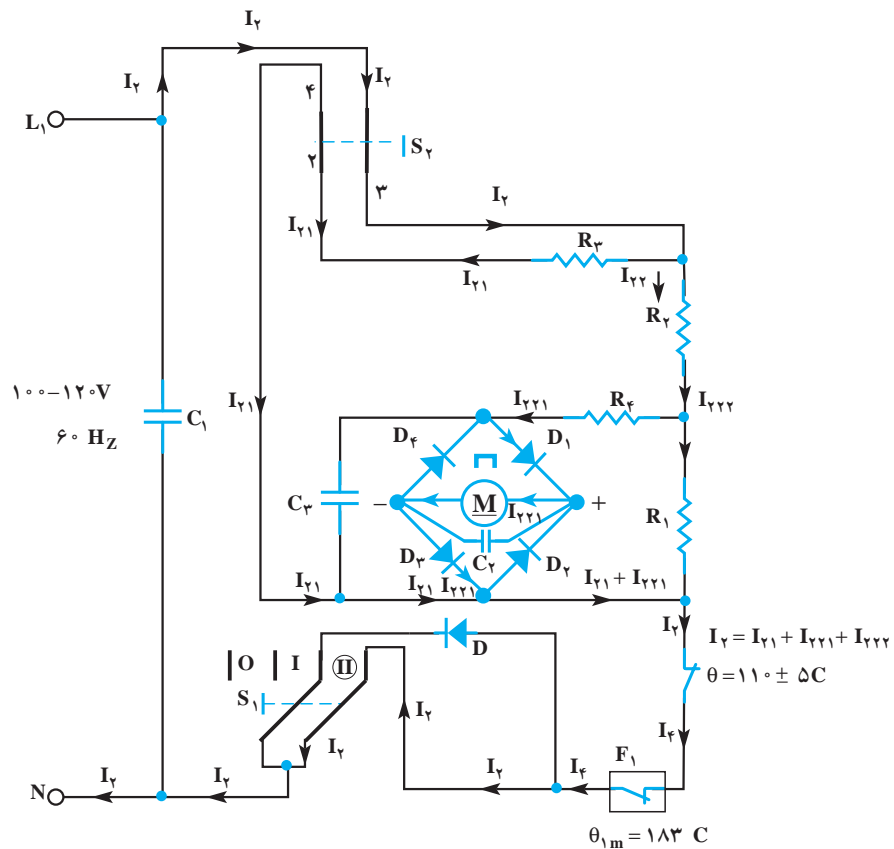 I۲
I۲
I۲
۴
L۱
S۲
۲
۳
I۲
I۲۱
R۳
I۲۱
I۲۲
R۲
۱۰۰–۱۲۰V
۶۰ HZ
C۱
I۲۱
I۲۲۱
R۴
I۲۲۲
D۴
D۱
C۳
–
M
I۲۲۱
+
R۱
C۲
D۳
D۲
I۲۱
I۲۱
I۲۲۱
I۲۱ + I۲۲۱
I۲
I۲ = I۲۱ + I۲۲۱ + I۲۲۲
D
O
I
II
θ = ۱۱۰ ± ۵C
S۱
I۲
I۲
I۴
F۱
I۲
I۲
I۲
I۴
N
θ۱m = ۱۸۳ C